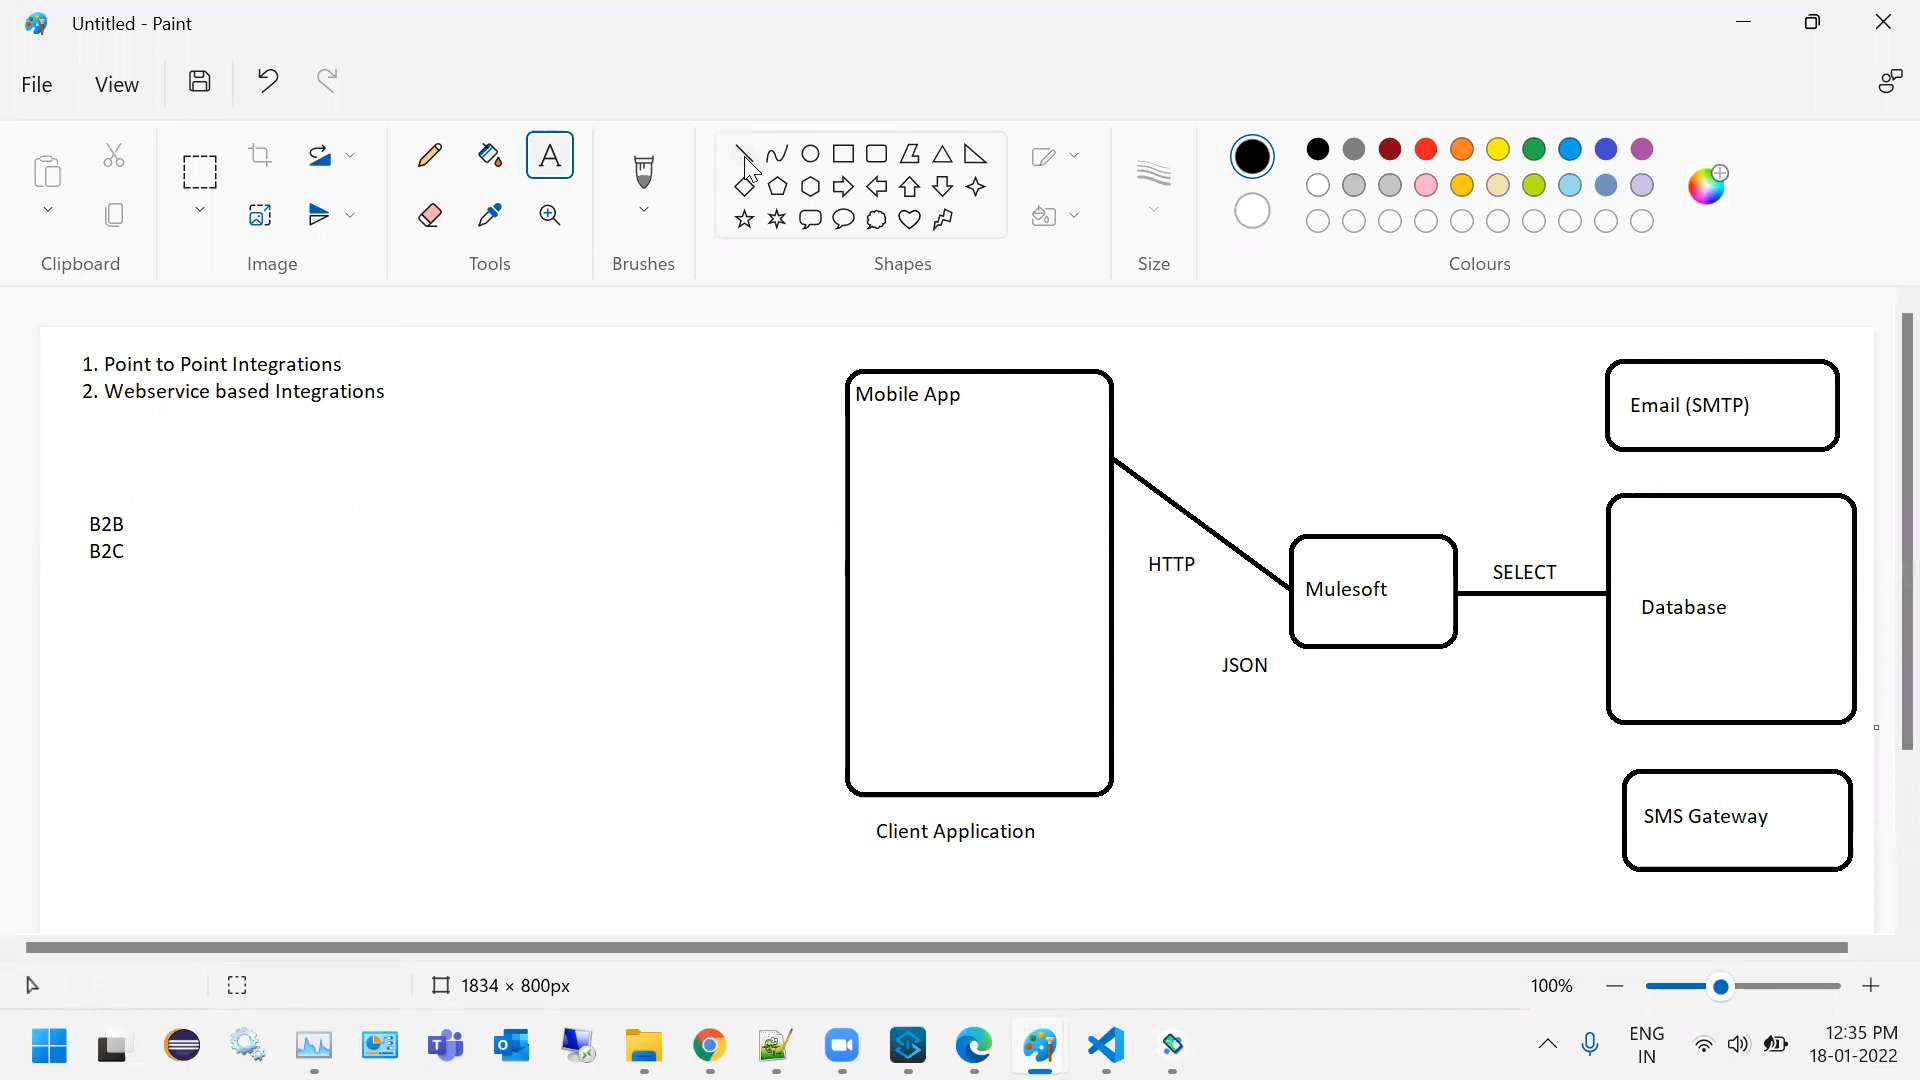 Untitled - Paint
File
View
Clipboard
Image
Tools
Brushes
Shapes
Size
Colours
1. Point to Point Integrations
2. Webservice based Integrations
B2B
B2C
Mobile App
Client Application
HTTP
JSON
Mulesoft
SELECT
Email (SMTP)
Database
SMS Gateway
1834 × 800px
100%
ENG
IN
12:35 PM
18-01-2022